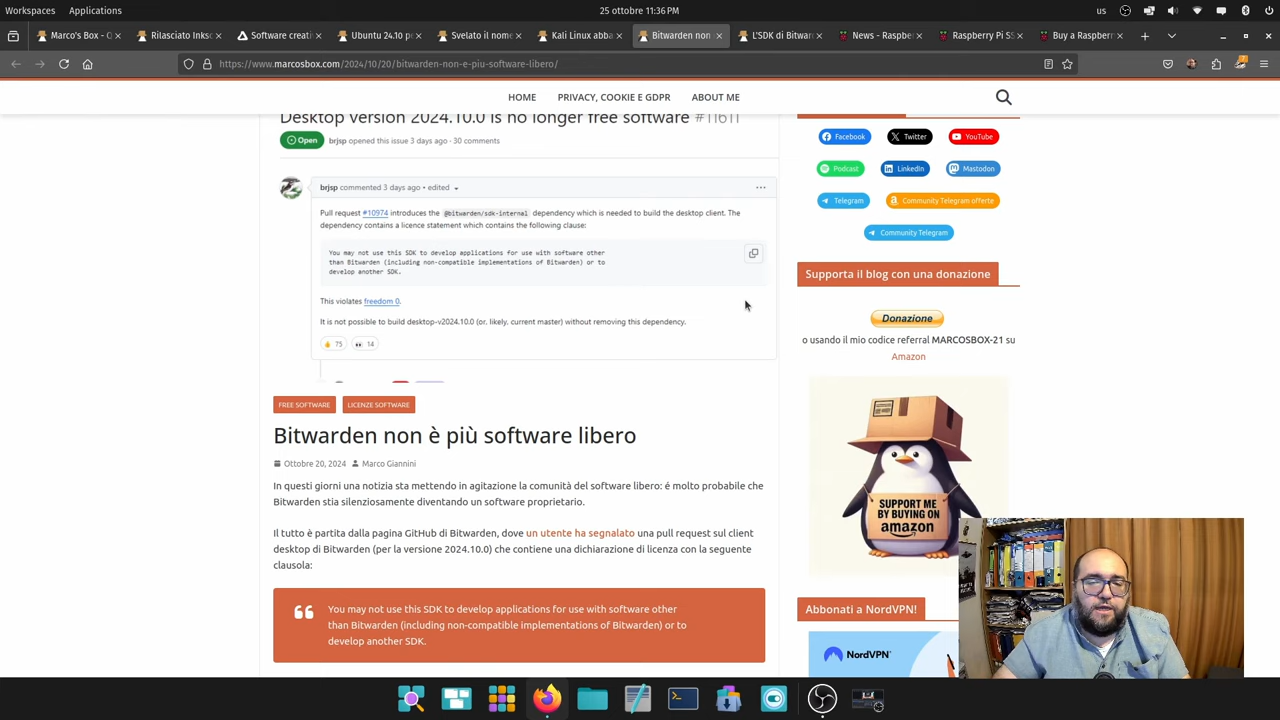 Workspaces Applications
25 ottobre 11:36 PM
us
Marco's Box - O
Rilasciato Inksc
Software creati
Ubuntu 24.10 p
Svelato il nome
Kali Linux abba
Bitwarden non
L'SDK di Bitwar
News - Raspbe
Raspberry Pi SS
Buy a Raspberr
https://www.marcosbox.com/2024/10/20/bitwarden-non-e-piu-software-libero/
HOME PRIVACY, COOKIE E GDPR ABOUT ME
Desktop version 2024.10.0 is no longer free software #11611
Open brjsp opened this issue 3 days ago · 30 comments
brjsp commented 3 days ago • edited
Pull request #10974 introduces the @bitwarden/sdk-internal dependency which is needed to build the desktop client. The
dependency contains a licence statement which contains the following clause:
You may not use this SDK to develop applications for use with software other
than Bitwarden (including non-compatible implementations of Bitwarden) or to
develop another SDK.
This violates freedom 0.
It is not possible to build desktop-v2024.10.0 (or, likely, current master) without removing this dependency.
75 14
FREE SOFTWARE LICENZE SOFTWARE
Bitwarden non è più software libero
Ottobre 20, 2024 Marco Giannini
In questi giorni una notizia sta mettendo in agitazione la comunità del software libero: é molto probabile che
Bitwarden stia silenziosamente diventando un software proprietario.
Il tutto è partita dalla pagina GitHub di Bitwarden, dove un utente ha segnalato una pull request sul client
desktop di Bitwarden (per la versione 2024.10.0) che contiene una dichiarazione di licenza con la seguente
clausola:
You may not use this SDK to develop applications for use with software other
than Bitwarden (including non-compatible implementations of Bitwarden) or to
develop another SDK.
Facebook Twitter YouTube
Podcast LinkedIn Mastodon
Telegram Community Telegram offerte
Community Telegram
Supporta il blog con una donazione
Donazione
o usando il mio codice referral MARCOSBOX-21 su
Amazon
SUPPORT ME
BY BUYING ON
amazon
Abbonati a NordVPN!
NordVPN